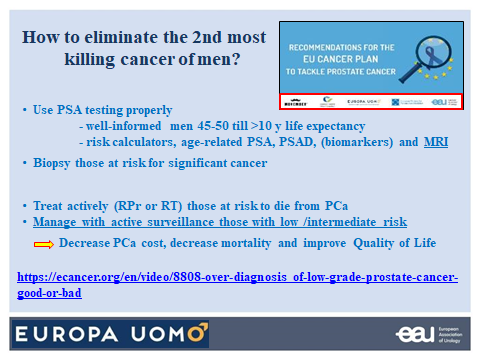 How to eliminate the 2nd most
killing cancer of men?
RECOMMENDATIONS FOR THE
EU CANCER PLAN
TO TACKLE PROSTATE CANCER
MOVEMBER
EUROPA UOMO
eau
• Use PSA testing properly
- well-informed men 45-50 till >10 y life expectancy
- risk calculators, age-related PSA, PSAD, (biomarkers) and MRI
• Biopsy those at risk for significant cancer
• Treat actively (RPr or RT) those at risk to die from PCa
• Manage with active surveillance those with low /intermediate risk
Decrease PCa cost, decrease mortality and improve Quality of Life
https://ecancer.org/en/video/8808-over-diagnosis_of-low-grade-prostate-cancer-
good-or-bad
EUROPA UOMO
eau
European
Association
of Urology